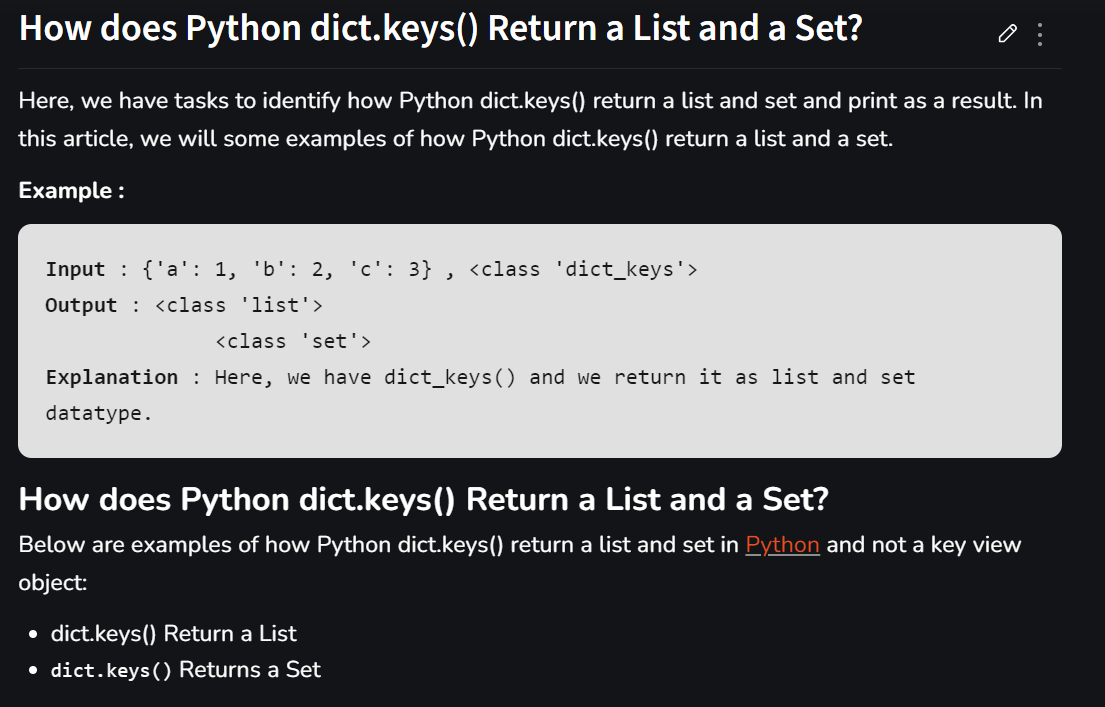 How does Python dict.keys() Return a List and a Set?
Here, we have tasks to identify how Python dict.keys() return a list and set and print as a result. In
this article, we will some examples of how Python dict.keys() return a list and a set.
Example :
Input : {'a': 1, 'b': 2, 'c': 3} , <class 'dict_keys'>
Output : <class 'list'>
<class 'set'>
Explanation : Here, we have dict_keys() and we return it as list and set
datatype.
How does Python dict.keys() Return a List and a Set?
Below are examples of how Python dict.keys() return a list and set in Python and not a key view
object:
• dict.keys() Return a List
• dict.keys() Returns a Set